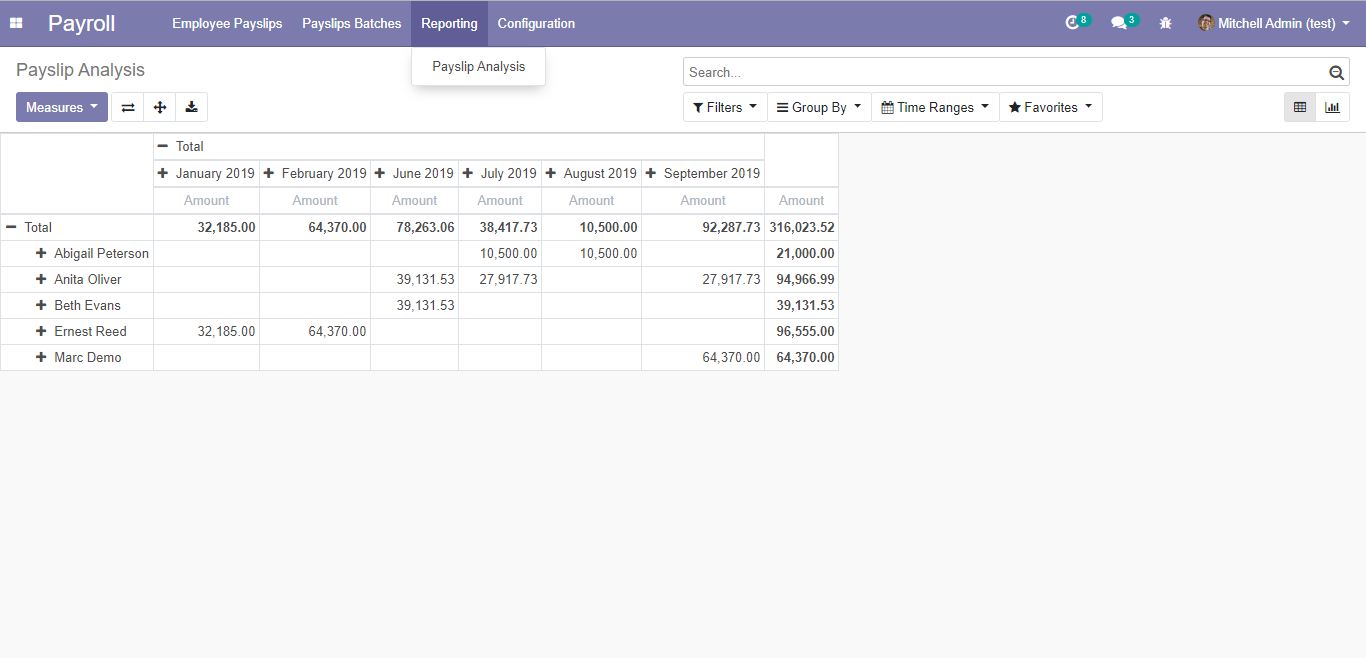 Payroll Employee Payslips Payslips Batches Reporting Configuration 8 3 Mitchell Admin (test)
Payslip Analysis
Payslip Analysis
Search...
Measures
Filters Group By Time Ranges Favorites
Total
January 2019 February 2019 June 2019 July 2019 August 2019 September 2019
Amount Amount Amount Amount Amount Amount Amount
Total 32,185.00 64,370.00 78,263.06 38,417.73 10,500.00 92,287.73 316,023.52
Abigail Peterson 10,500.00 10,500.00 21,000.00
Anita Oliver 39,131.53 27,917.73 27,917.73 94,966.99
Beth Evans 39,131.53 39,131.53
Ernest Reed 32,185.00 64,370.00 96,555.00
Marc Demo 64,370.00 64,370.00